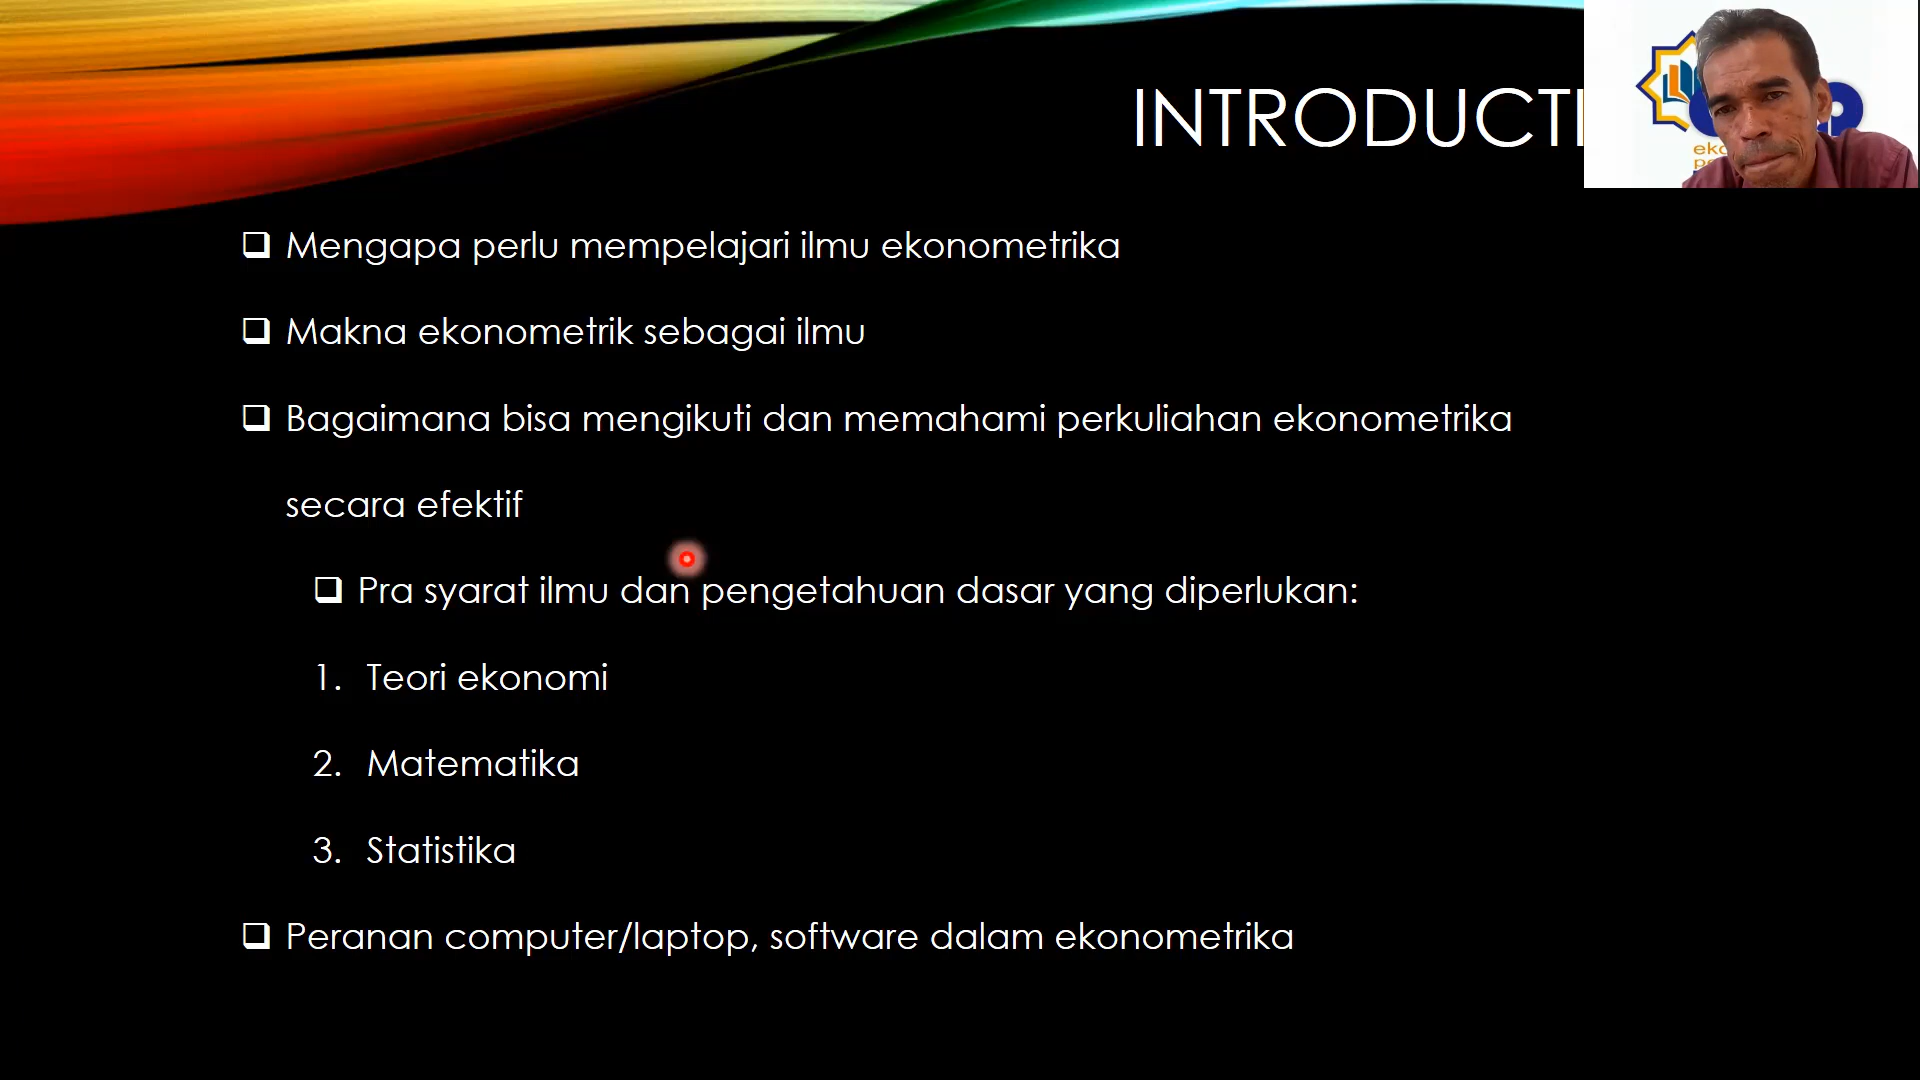 INTRODUCTI
❑ Mengapa perlu mempelajari ilmu ekonometrika
❑ Makna ekonometrik sebagai ilmu
❑ Bagaimana bisa mengikuti dan memahami perkuliahan ekonometrika
secara efektif
❑ Pra syarat ilmu dan pengetahuan dasar yang diperlukan:
1. Teori ekonomi
2. Matematika
3. Statistika
❑ Peranan computer/laptop, software dalam ekonometrika